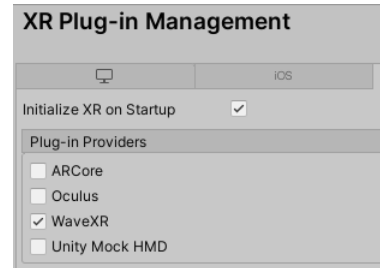 XR Plug-in Management
iOS
Initialize XR on Startup
Plug-in Providers
ARCore
Oculus
WaveXR
Unity Mock HMD